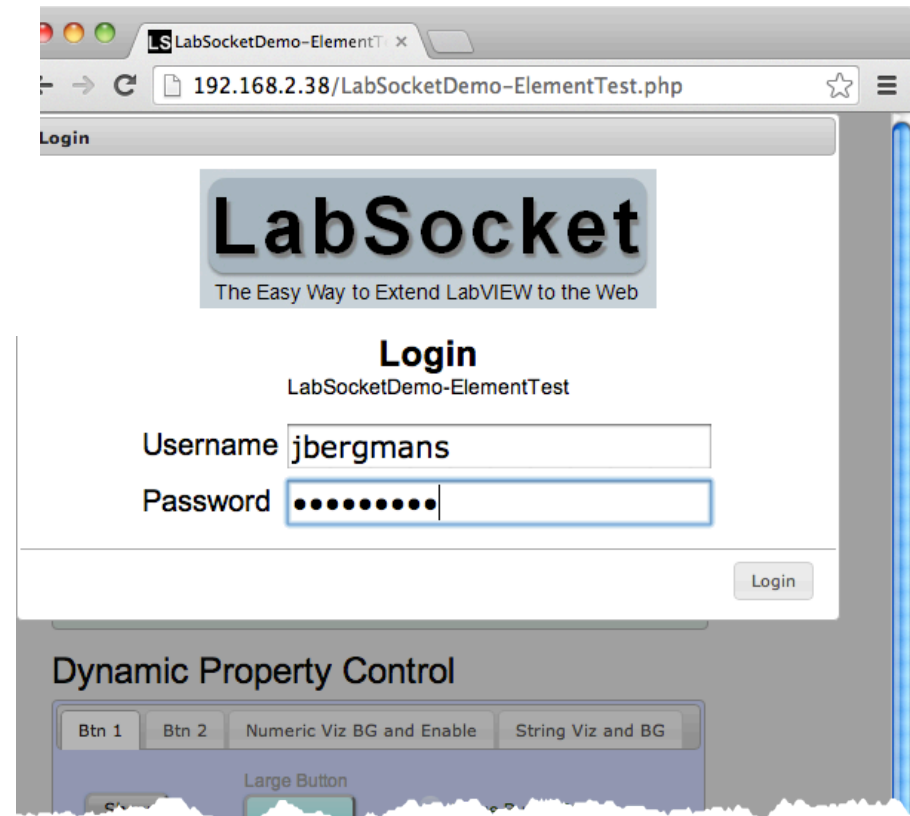 LS LabSocketDemo-ElementT
192.168.2.38/LabSocketDemo-ElementTest.php
Login
LabSocket
The Easy Way to Extend LabVIEW to the Web
Login
LabSocketDemo-ElementTest
Username jbergmans
Password •••••••••
Login
Dynamic Property Control
Btn 1 Btn 2 Numeric Viz BG and Enable String Viz and BG
Large Button